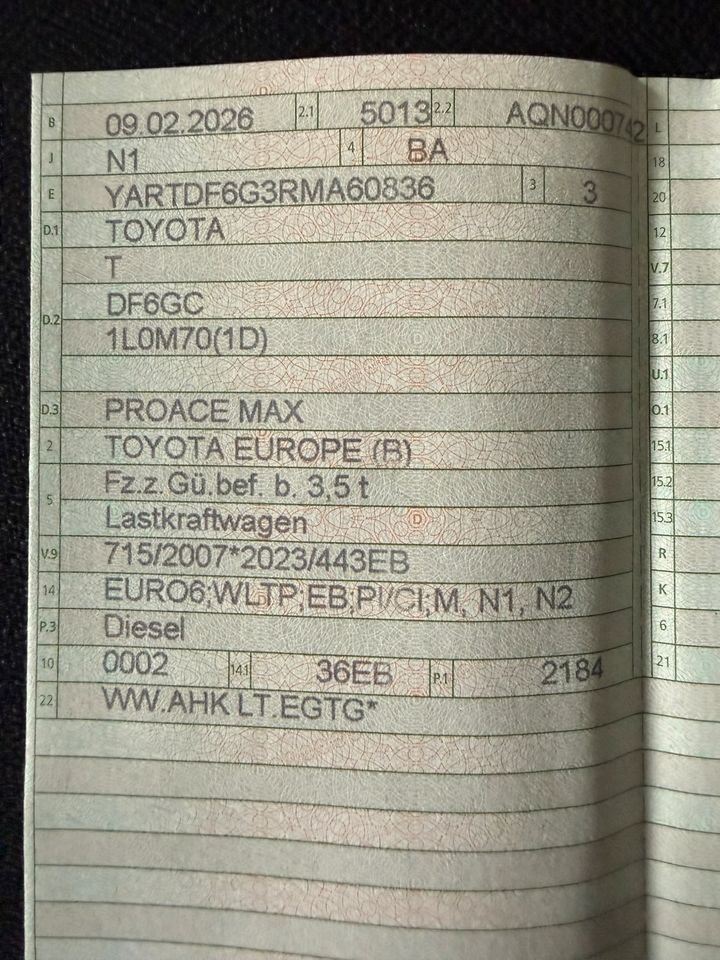 B 09.02.2026 2.1 5013 2.2 AQN000742 L
J N1 4 BA 18
E YARTDF6G3RMA60836 3 3 20
D.1 TOYOTA 12
T V.7
D.2 DF6GC 7.1
1L0M70(1D) 8.1
U.1
D.3 PROACE MAX O.1
2 TOYOTA EUROPE (B) 15.1
5 Fz.z.Gü.bef. b. 3,5 t 15.2
Lastkraftwagen 15.3
V.9 715/2007*2023/443EB R
14 EURO6;WLTP;EB;PI/CI;M, N1, N2 K
P.3 Diesel 6
10 0002 14.1 36EB P.1 2184 21
22 WW.AHK LT.EGTG*